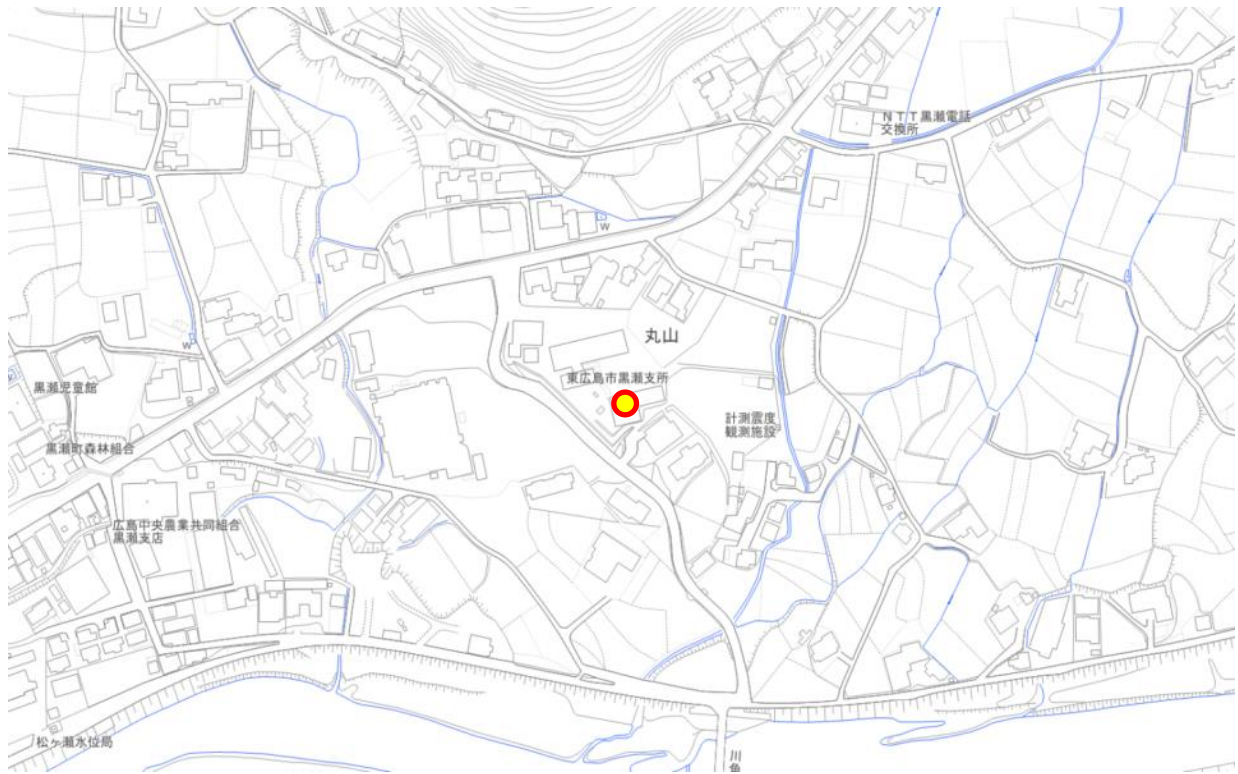 NTT黒瀬電話
交換所
W
丸山
W
東広島市黒瀬支所
黒瀬児童館
計測震度
観測施設
黒瀬町森林組合
広島中央農業共同組合
黒瀬支店
松ヶ瀬水位局
川角